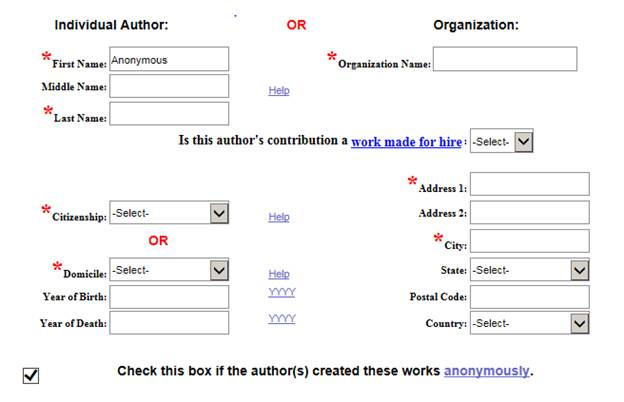 Individual Author: OR Organization:
*First Name: Anonymous *Organization Name:
Middle Name: Help
*Last Name:
Is this author's contribution a work made for hire: -Select-
*Address 1:
*Citizenship: -Select- Help Address 2:
OR *City:
*Domicile: -Select- Help State: -Select-
Year of Birth: YYYY Postal Code:
Year of Death: YYYY Country: -Select-
Check this box if the author(s) created these works anonymously.